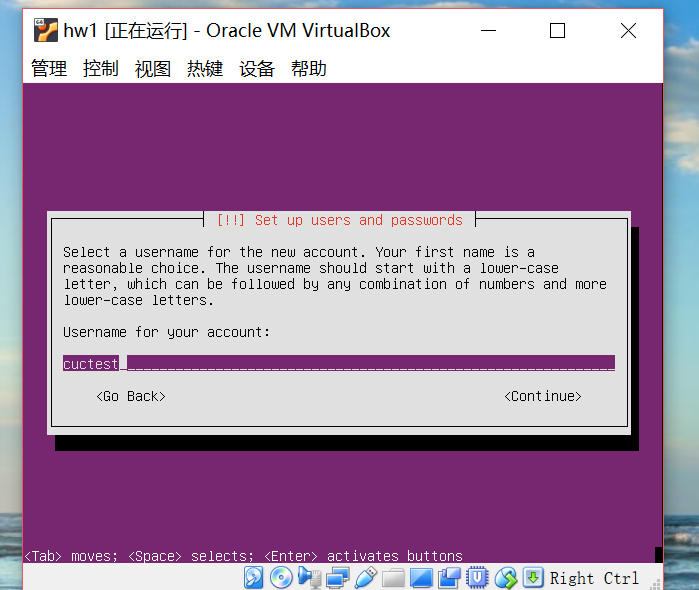 hw1 [正在运行] - Oracle VM VirtualBox
管理 控制 视图 热键 设备 帮助
[!!] Set up users and passwords
Select a username for the new account. Your first name is a
reasonable choice. The username should start with a lower-case
letter, which can be followed by any combination of numbers and more
lower-case letters.
Username for your account:
cuctest
<Go Back> <Continue>
<Tab> moves; <Space> selects; <Enter> activates buttons
Right Ctrl